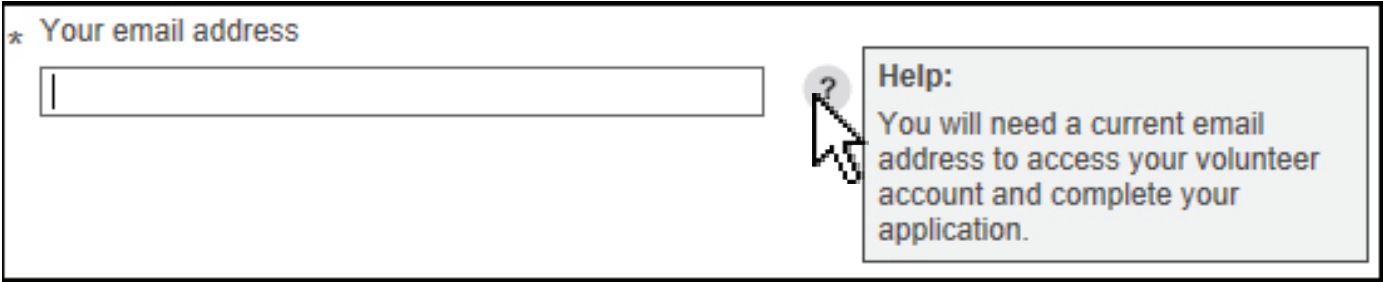 * Your email address
?
Help:
You will need a current email
address to access your volunteer
account and complete your
application.